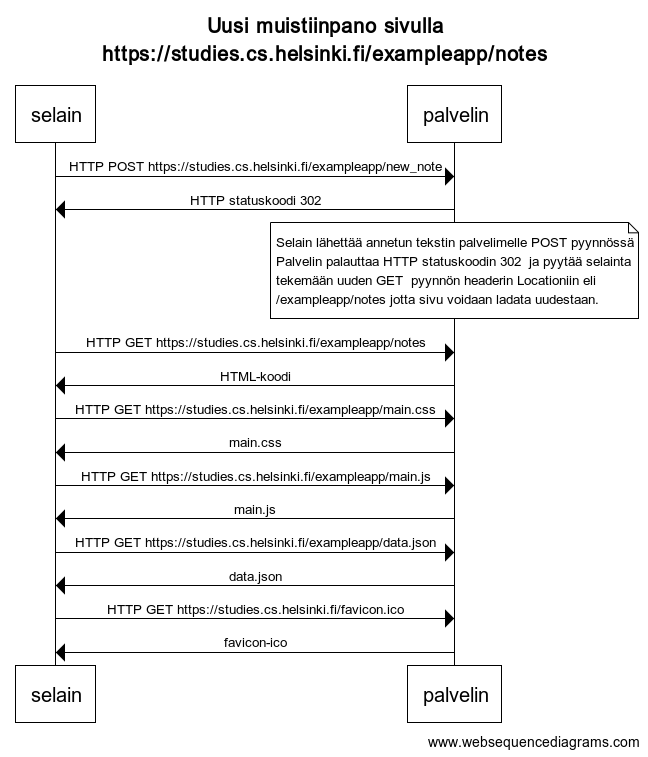 Uusi muistiinpano sivulla
https://studies.cs.helsinki.fi/exampleapp/notes
selain
palvelin
HTTP POST https://studies.cs.helsinki.fi/exampleapp/new_note
HTTP statuskoodi 302
Selain lähettää annetun tekstin palvelimelle POST pyynnössä
Palvelin palauttaa HTTP statuskoodin 302 ja pyytää selainta
tekemään uuden GET pyynnön headerin Locationiin eli
/exampleapp/notes jotta sivu voidaan ladata uudestaan.
HTTP GET https://studies.cs.helsinki.fi/exampleapp/notes
HTML-koodi
HTTP GET https://studies.cs.helsinki.fi/exampleapp/main.css
main.css
HTTP GET https://studies.cs.helsinki.fi/exampleapp/main.js
main.js
HTTP GET https://studies.cs.helsinki.fi/exampleapp/data.json
data.json
HTTP GET https://studies.cs.helsinki.fi/favicon.ico
favicon-ico
selain
palvelin
www.websequencediagrams.com